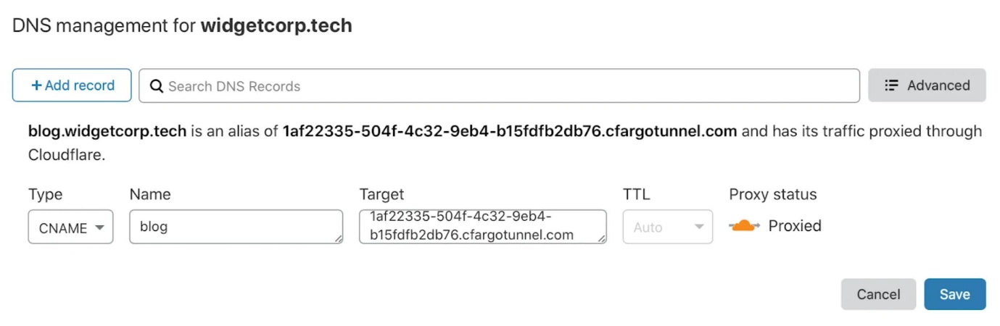 DNS management for widgetcorp.tech
+ Add record
Search DNS Records
Advanced
blog.widgetcorp.tech is an alias of 1af22335-504f-4c32-9eb4-b15fdfb2db76.cfargotunnel.com and has its traffic proxied through
Cloudflare.
Type Name Target TTL Proxy status
CNAME
blog
1af22335-504f-4c32-9eb4-
b15fdfb2db76.cfargotunnel.com
Auto
Proxied
Cancel
Save